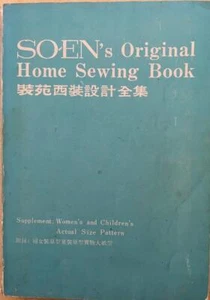 SO-EN's Original
Home Sewing Book
裝苑西裝設計全集
Supplement: Women's and Children's
Actual Size Pattern